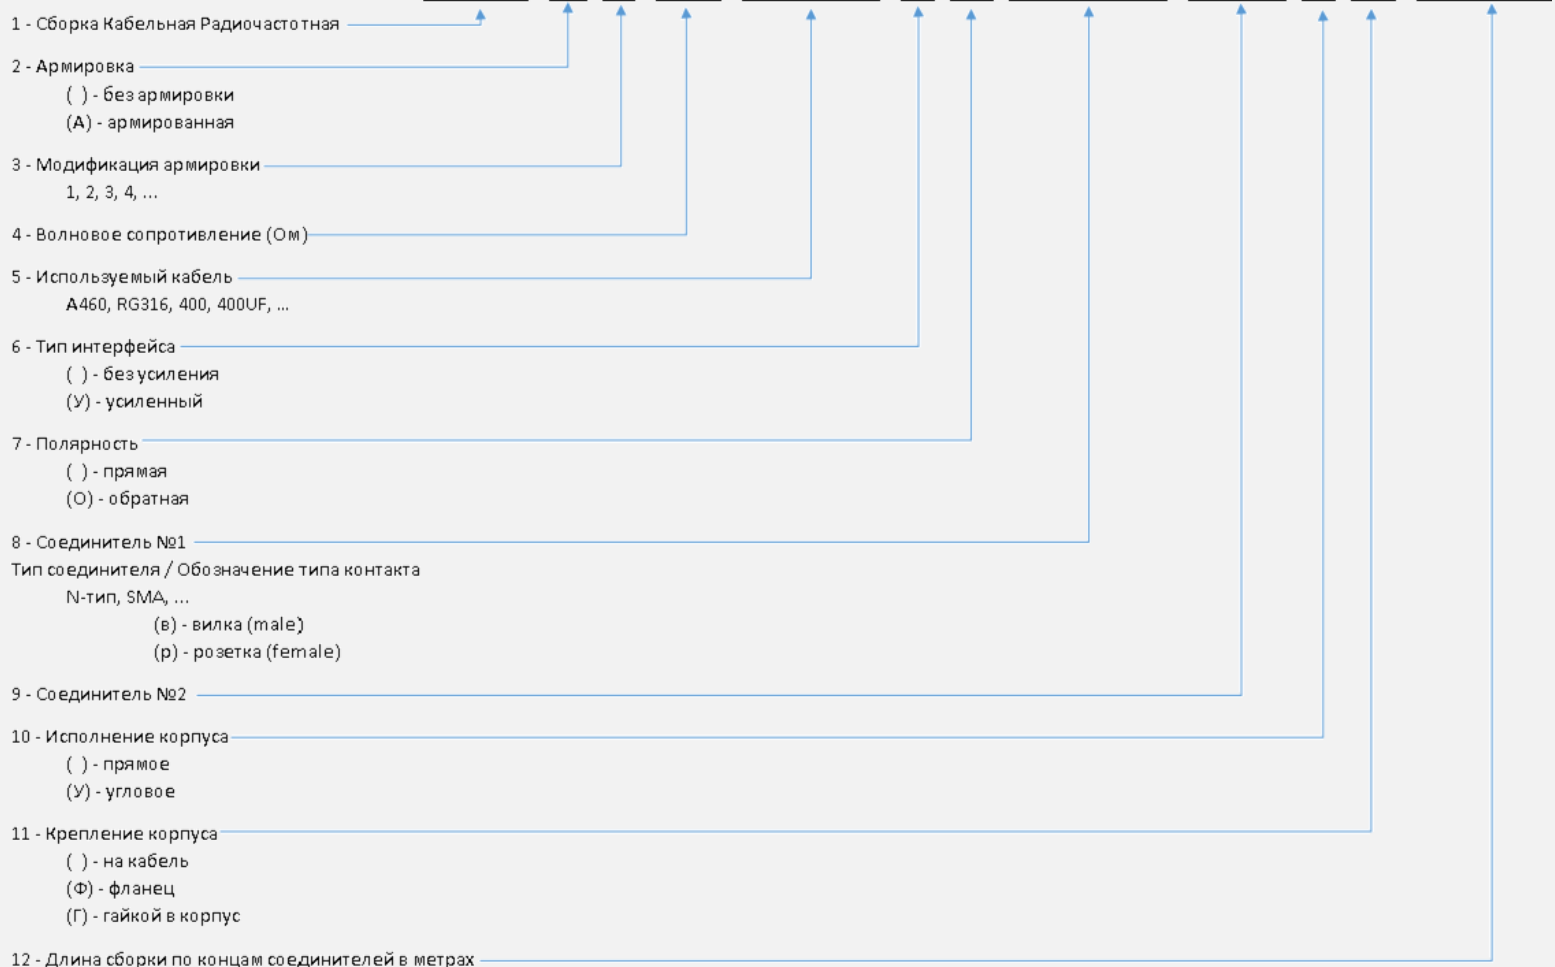 1 - Сборка Кабельная Радиочастотная
2 - Армировка
( ) - без армировки
(А) - армированная
3 - Модификация армировки
1, 2, 3, 4, ...
4 - Волновое сопротивление (Ом)
5 - Используемый кабель
А460, RG316, 400, 400UF, ...
6 - Тип интерфейса
( ) - без усиления
(У) - усиленный
7 - Полярность
( ) - прямая
(О) - обратная
8 - Соединитель №1
Тип соединителя / Обозначение типа контакта
N-тип, SMA, ...
(в) - вилка (male)
(р) - розетка (female)
9 - Соединитель №2
10 - Исполнение корпуса
( ) - прямое
(У) - угловое
11 - Крепление корпуса
( ) - на кабель
(Ф) - фланец
(Г) - гайкой в корпус
12 - Длина сборки по концам соединителей в метрах